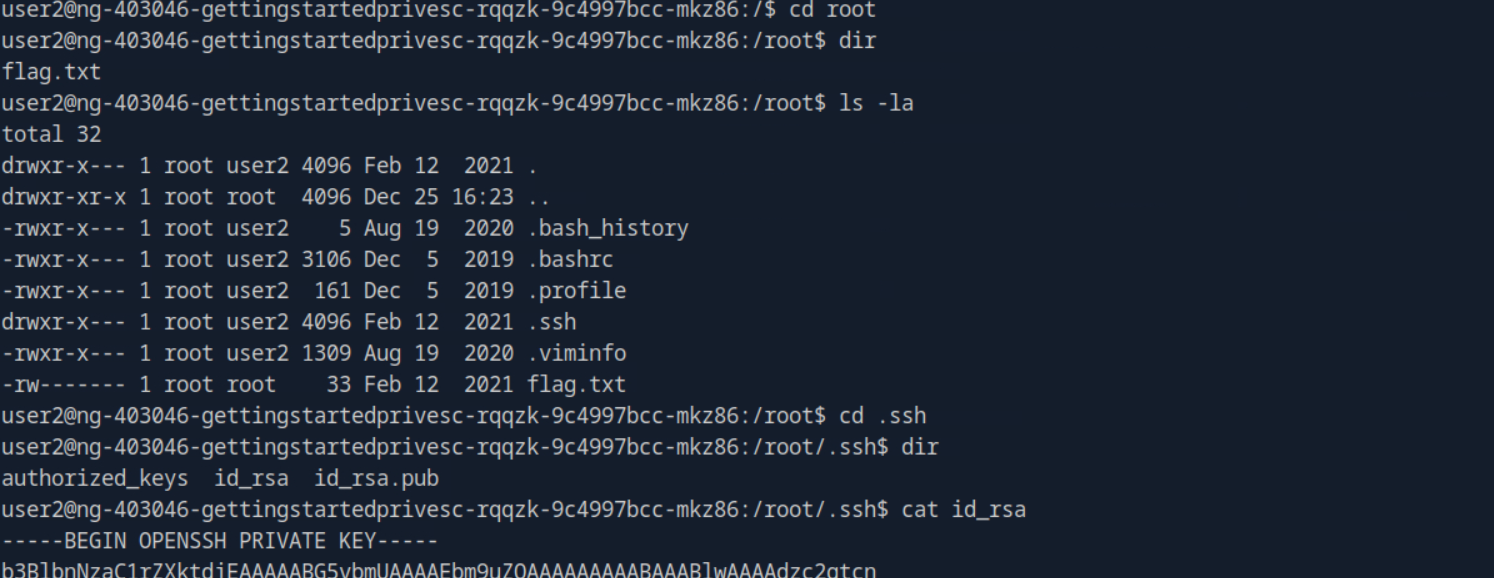 user2@ng-403046-gettingstartedprivesc-rqqzk-9c4997bcc-mkz86:/$ cd root
user2@ng-403046-gettingstartedprivesc-rqqzk-9c4997bcc-mkz86:/root$ dir
flag.txt
user2@ng-403046-gettingstartedprivesc-rqqzk-9c4997bcc-mkz86:/root$ ls -la
total 32
drwxr-x--- 1 root user2 4096 Feb 12  2021 .
drwxr-xr-x 1 root root  4096 Dec 25 16:23 ..
-rwxr-x--- 1 root user2    5 Aug 19  2020 .bash_history
-rwxr-x--- 1 root user2 3106 Dec  5  2019 .bashrc
-rwxr-x--- 1 root user2  161 Dec  5  2019 .profile
drwxr-x--- 1 root user2 4096 Feb 12  2021 .ssh
-rwxr-x--- 1 root user2 1309 Aug 19  2020 .viminfo
-rw------- 1 root root    33 Feb 12  2021 flag.txt
user2@ng-403046-gettingstartedprivesc-rqqzk-9c4997bcc-mkz86:/root$ cd .ssh
user2@ng-403046-gettingstartedprivesc-rqqzk-9c4997bcc-mkz86:/root/.ssh$ dir
authorized_keys  id_rsa  id_rsa.pub
user2@ng-403046-gettingstartedprivesc-rqqzk-9c4997bcc-mkz86:/root/.ssh$ cat id_rsa
-----BEGIN OPENSSH PRIVATE KEY-----